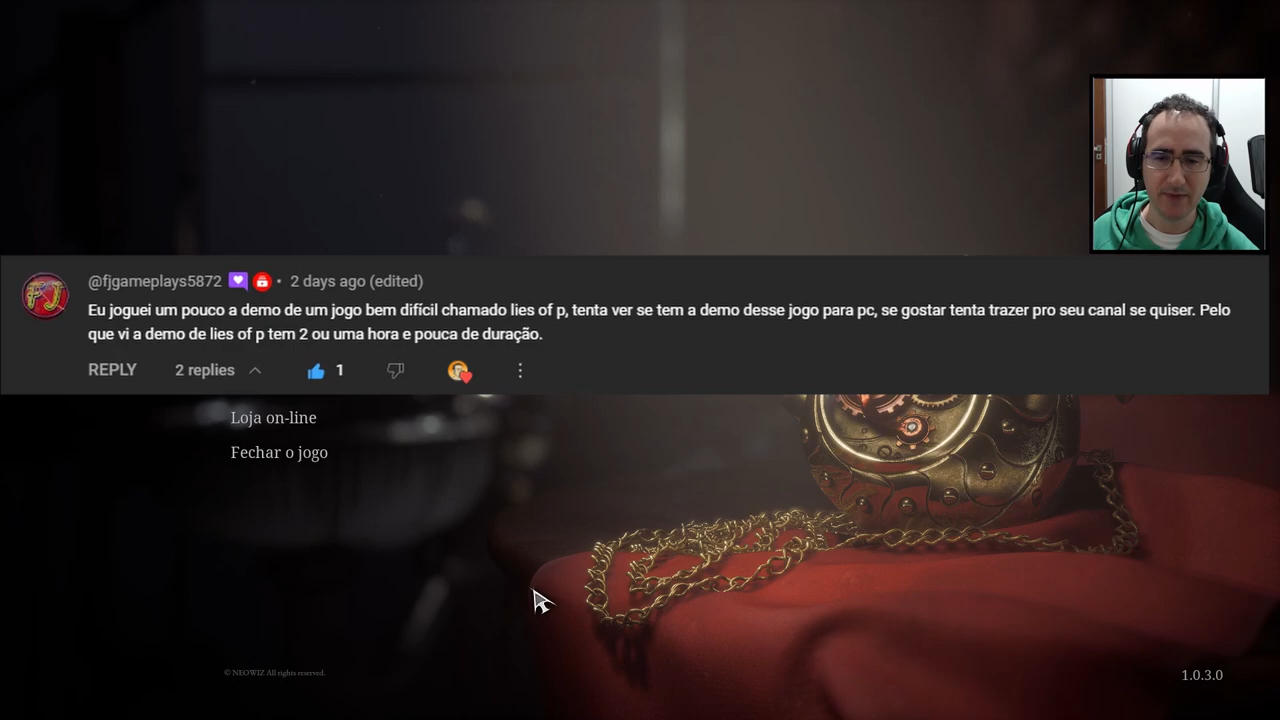 @fjgameplays5872 • 2 days ago (edited)
Eu joguei um pouco a demo de um jogo bem difícil chamado lies of p, tenta ver se tem a demo desse jogo para pc, se gostar tenta trazer pro seu canal se quiser. Pelo
que vi a demo de lies of p tem 2 ou uma hora e pouca de duração.
REPLY 2 replies 1
Loja on-line
Fechar o jogo
© NEOWIZ All rights reserved.
1.0.3.0